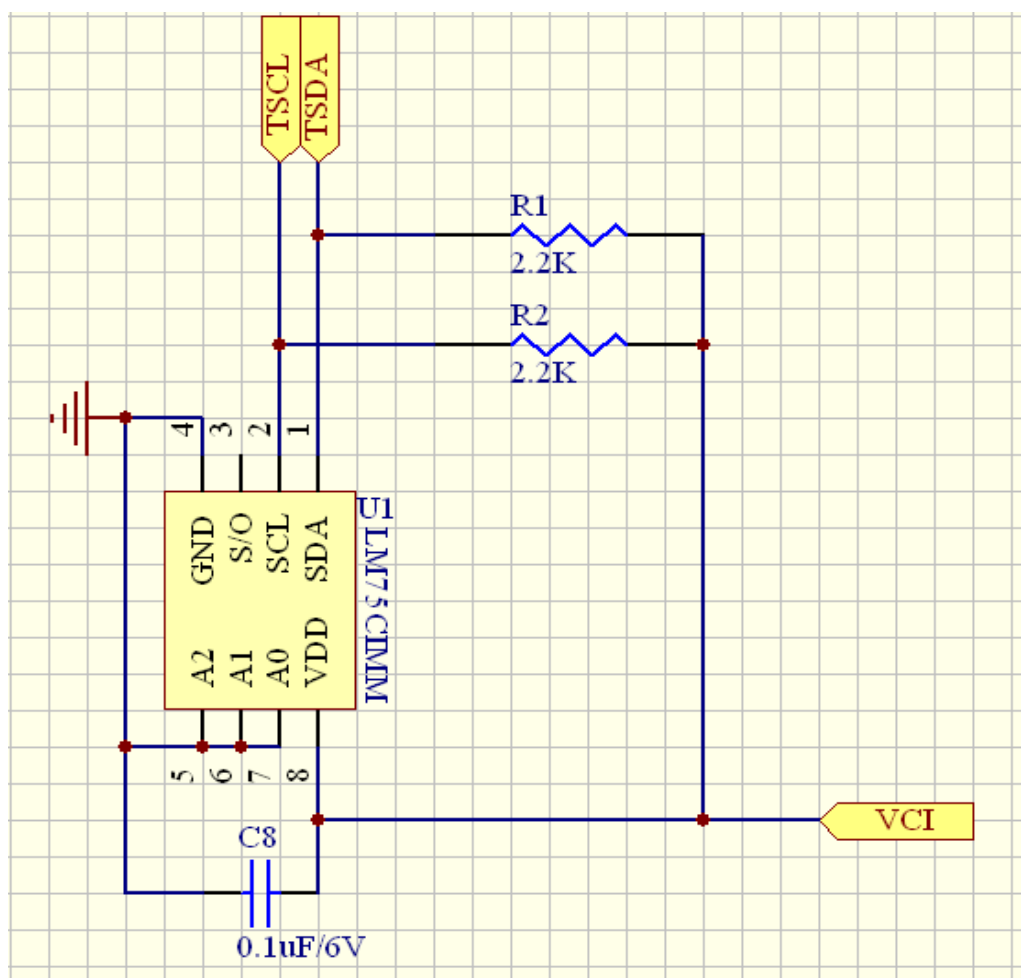 TSCL
TSDA
R1
2.2K
R2
2.2K
4
3
2
1
U1
LM75CIMM
GND
S/O
SCL
SDA
A2
A1
A0
VDD
5
6
7
8
VCI
C8
0.1uF/6V